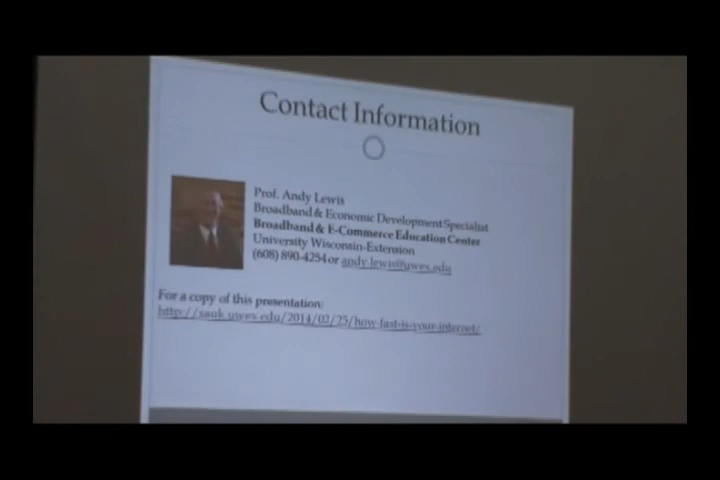 Contact Information
Prof. Andy Lewis
Broadband & Economic Development Specialist
Broadband & E-Commerce Education Center
University Wisconsin-Extension
(608) 890-4254 or andy.lewis@uwex.edu
For a copy of this presentation:
http://sauk.uwex.edu/2014/02/25/how-fast-is-your-internet/